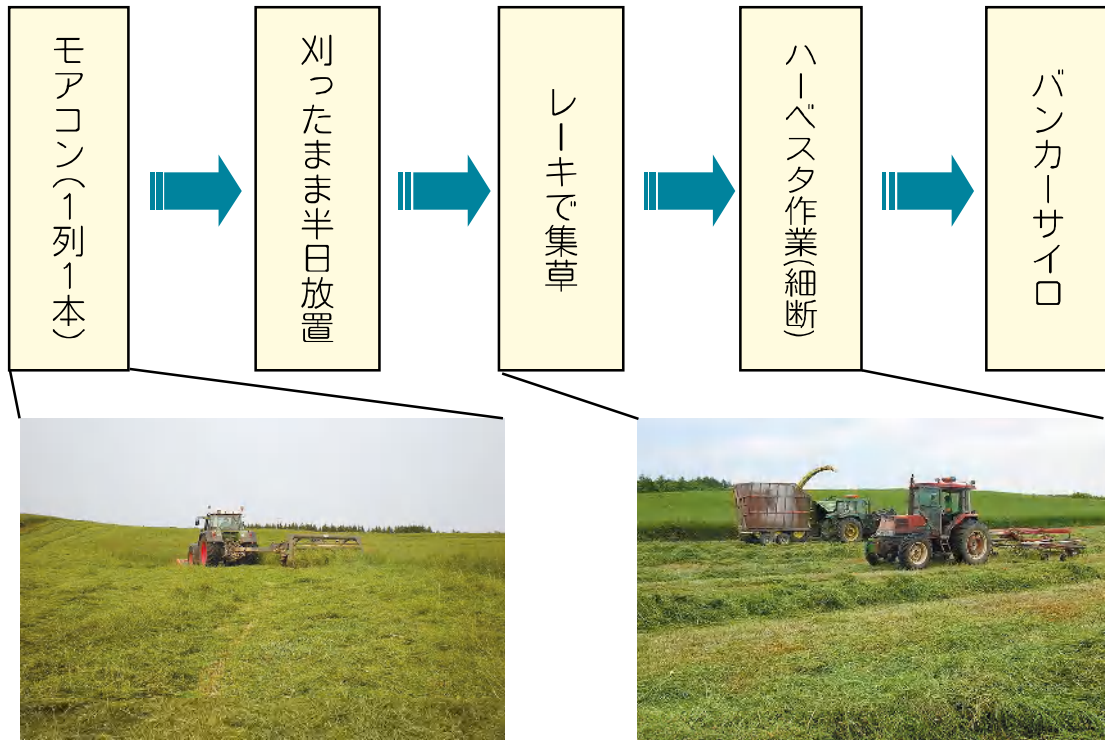 モアコン(1列1本)
刈ったまま半日放置
レーキで集草
ハーベスタ作業(細断)
バンカーサイロ